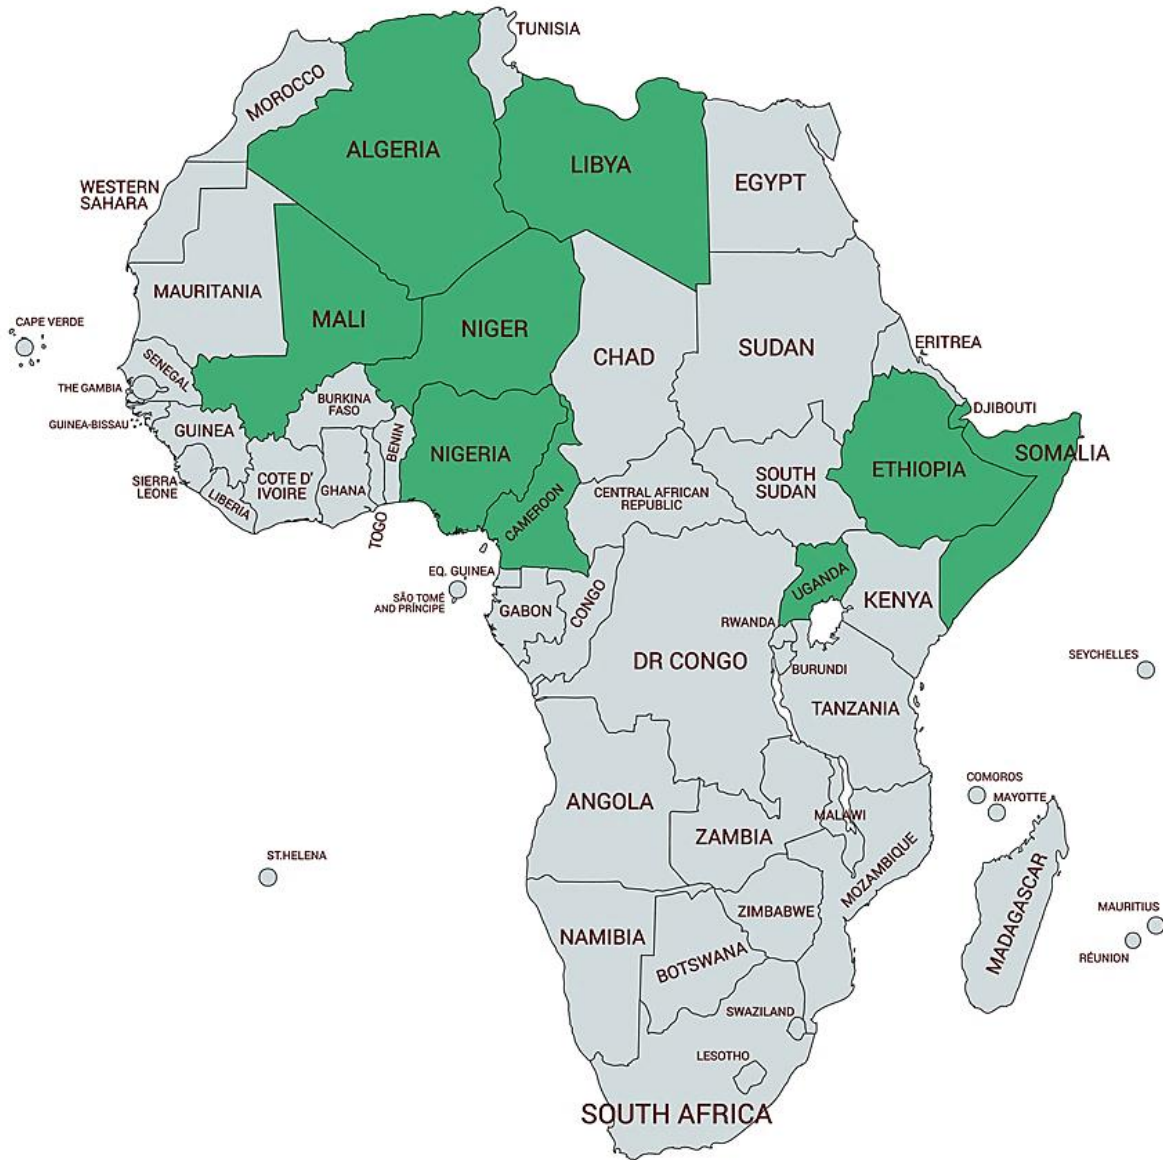 TUNISIA
MOROCCO
ALGERIA
LIBYA
EGYPT
WESTERN
SAHARA
MAURITANIA
MALI
NIGER
CHAD
SUDAN
ERITREA
CAPE VERDE
SENEGAL
THE GAMBIA
GUINEA-BISSAU
GUINEA
BURKINA
FASO
BENIN
NIGERIA
DJIBOUTI
SOMALIA
ETHIOPIA
SOUTH
SUDAN
CENTRAL AFRICAN
REPUBLIC
SIERRA
LEONE
LIBERIA
COTE D'
IVOIRE
GHANA
TOGO
CAMEROON
EQ. GUINEA
SÃO TOMÉ
AND PRÍNCIPE
GABON
CONGO
UGANDA
KENYA
RWANDA
DR CONGO
BURUNDI
TANZANIA
SEYCHELLES
COMOROS
MAYOTTE
ANGOLA
ZAMBIA
MALAWI
MOZAMBIQUE
ST.HELENA
MADAGASCAR
MAURITIUS
RÉUNION
NAMIBIA
ZIMBABWE
BOTSWANA
SWAZILAND
LESOTHO
SOUTH AFRICA